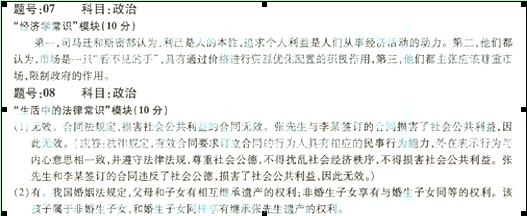 题号:07 科目:政治
“经济学常识”模块(10分)
第一,司马迁和斯密都认为,利己是人的本性,追求个人利益是人们从事经济活动的动力。第二,他们都
认为,市场是一只“看不见的手”,具有通过价格进行资源优化配置的积极作用,第三,他们都主张应该尊重市
场,限制政府的作用。
题号:08 科目:政治
“生活中的法律常识”模块(10分)
(1)无效。合同法规定,损害社会公共利益的合同无效。张先生与李某签订的合同损害了社会公共利益,因
此无效。(或答:法律规定,有效合同要求订立合同的行为人具有相应的民事行为能力,外在表示行为与
内心意思相一致,并遵守法律法规,尊重社会公德,不得扰乱社会经济秩序,不得损害社会公共利益。张
先生和李某签订的合同违反了社会公德,损害了社会公共利益,因此无效。)
(2)有。我国婚姻法规定,父母和子女有相互继承遗产的权利;非婚生子女享有与婚生子女同等的权利。该
孩子属于非婚生子女,和婚生子女同样享有继承张先生遗产的权利。